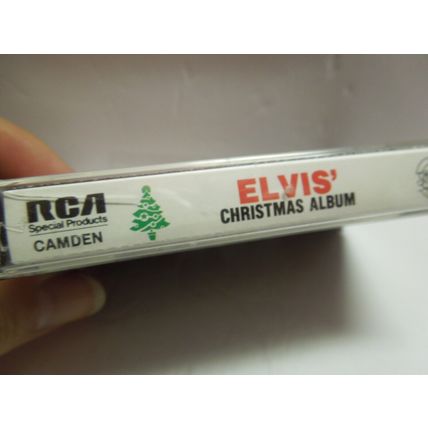 RCA
Special Products
CAMDEN
ELVIS'
CHRISTMAS ALBUM